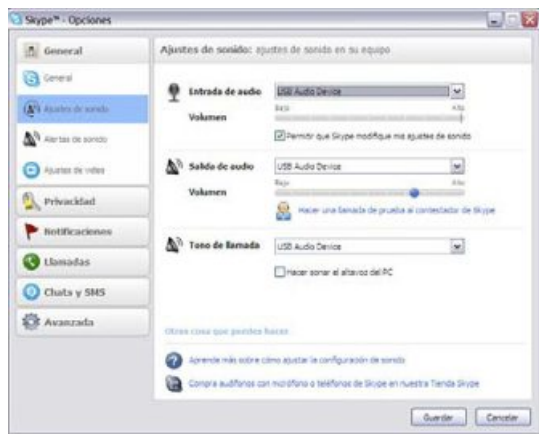 Skype™ - Opciones
General
General
Ajustes de sonido
Alertas de sonido
Ajustes de video
Privacidad
Notificaciones
Llamadas
Chats y SMS
Avanzada
Ajustes de sonido: ajustes de sonido en su equipo
Entrada de audio
USB Audio Device
Volumen
Bajo
Alto
Permitir que Skype modifique mis ajustes de sonido
Salida de audio
USB Audio Device
Volumen
Bajo
Alto
Hacer una llamada de prueba al contestador de Skype
Tono de llamada
USB Audio Device
Hacer sonar el altavoz del PC
Otras cosas que puedes hacer
Aprende más sobre cómo ajustar la configuración de sonido
Compra audífonos con micrófono o teléfonos de Skype en nuestra Tienda Skype
Guardar
Cancelar